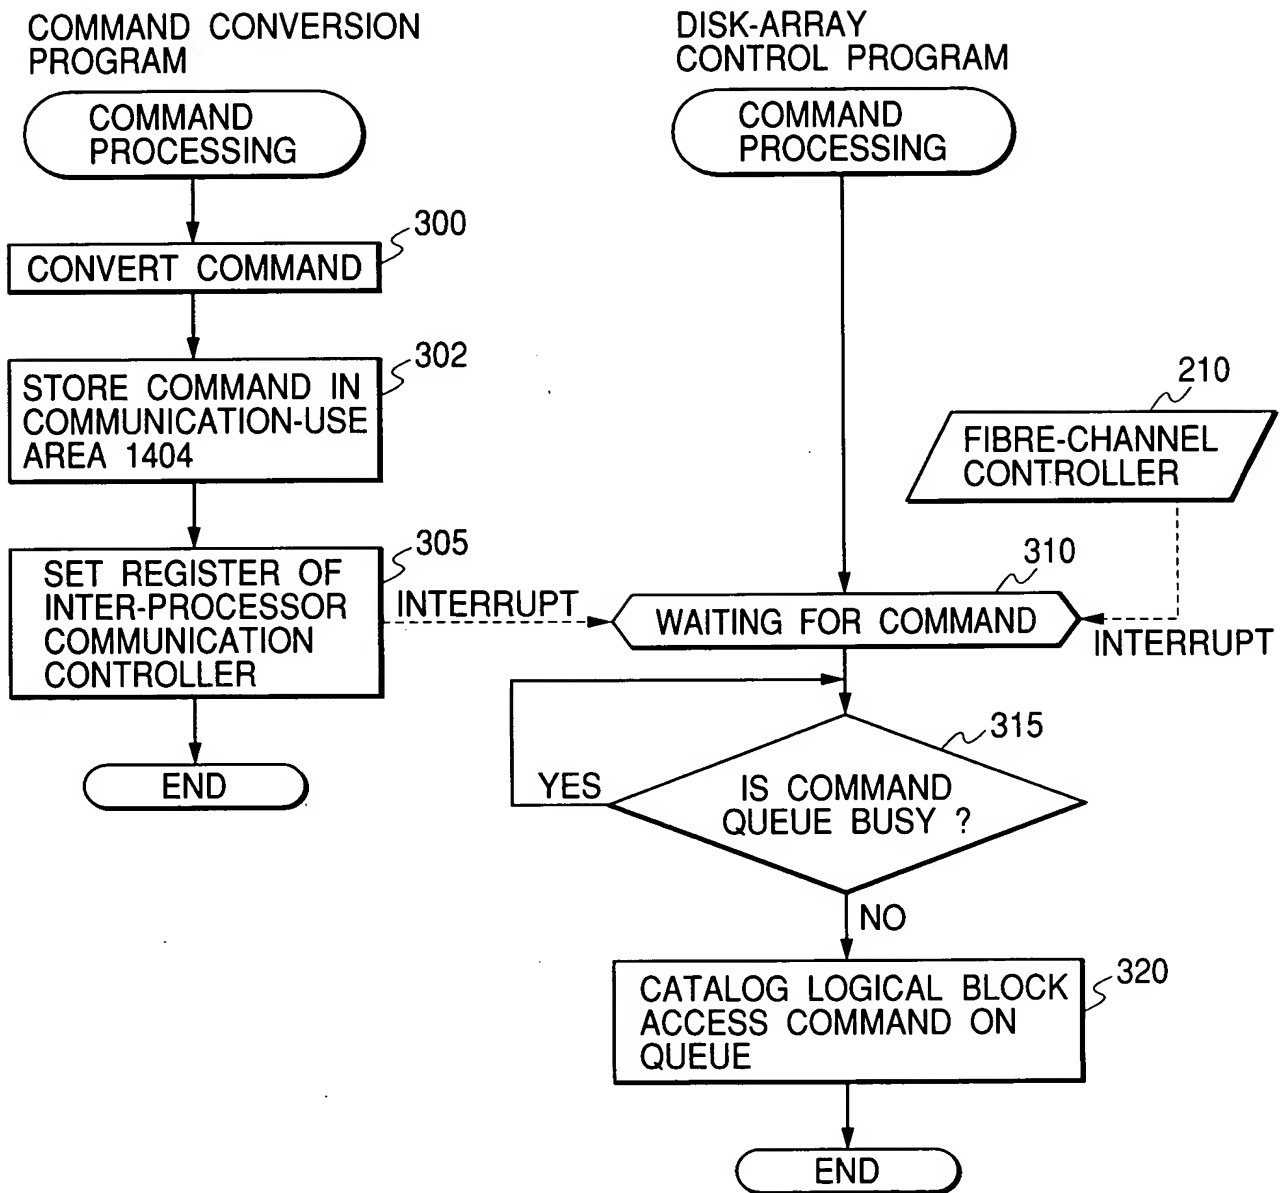 COMMAND CONVERSION
PROGRAM
COMMAND
PROCESSING
300
CONVERT COMMAND
302
STORE COMMAND IN
COMMUNICATION-USE
AREA 1404
305
SET REGISTER OF
INTER-PROCESSOR
COMMUNICATION
CONTROLLER
INTERRUPT
END
DISK-ARRAY
CONTROL PROGRAM
COMMAND
PROCESSING
210
FIBRE-CHANNEL
CONTROLLER
310
WAITING FOR COMMAND
INTERRUPT
315
YES
IS COMMAND
QUEUE BUSY ?
NO
320
CATALOG LOGICAL BLOCK
ACCESS COMMAND ON
QUEUE
END